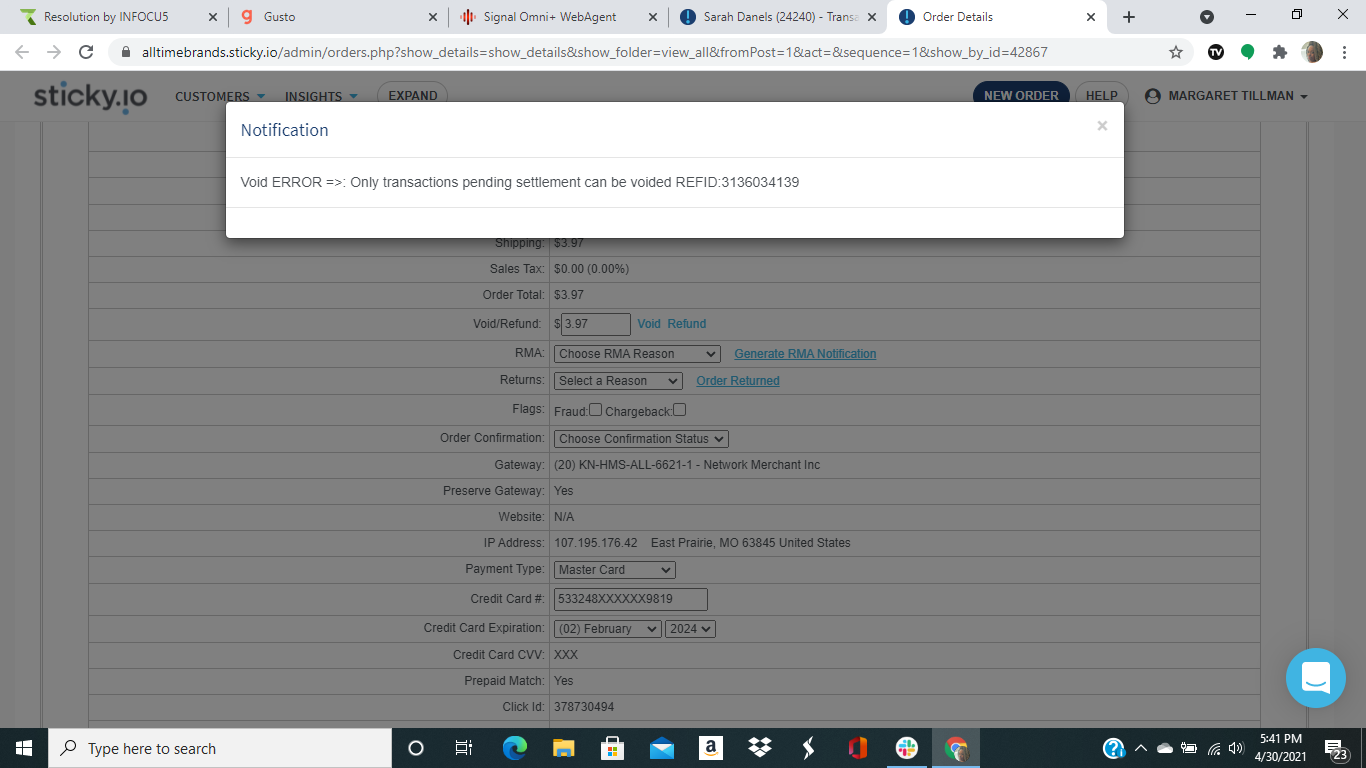 Resolution by INFOCU5
Gusto
Signal Omni+ WebAgent
Sarah Danels (24240) - Transa
Order Details
alltimebrands.sticky.io/admin/orders.php?show_details=show_details&show_folder=view_all&fromPost=1&act=&sequence=1&show_by_id=42867
TV
sticky.io CUSTOMERS INSIGHTS EXPAND NEW ORDER HELP MARGARET TILLMAN
Notification ×
Void ERROR =>: Only transactions pending settlement can be voided REFID:3136034139
Shipping: $3.97
Sales Tax: $0.00 (0.00%)
Order Total: $3.97
Void/Refund: $ 3.97 Void Refund
RMA: Choose RMA Reason Generate RMA Notification
Returns: Select a Reason Order Returned
Flags: Fraud: Chargeback:
Order Confirmation: Choose Confirmation Status
Gateway: (20) KN-HMS-ALL-6621-1 - Network Merchant Inc
Preserve Gateway: Yes
Website: N/A
IP Address: 107.195.176.42 East Prairie, MO 63845 United States
Payment Type: Master Card
Credit Card #: 533248XXXXXX9819
Credit Card Expiration: (02) February 2024
Credit Card CVV: XXX
Prepaid Match: Yes
Click Id: 378730494
Type here to search
5:41 PM
4/30/2021
23